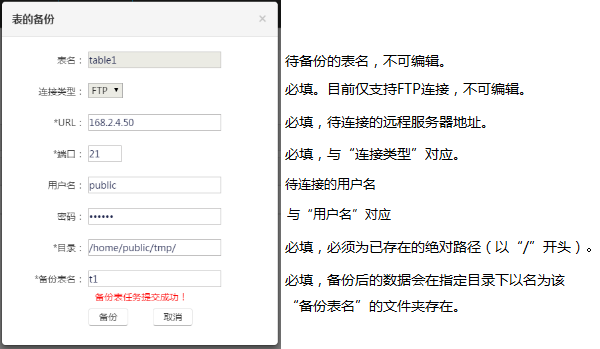 表的备份 ×
表名： table1 待备份的表名，不可编辑。
连接类型： FTP ▼ 必填。目前仅支持FTP连接，不可编辑。
*URL： 168.2.4.50 必填，待连接的远程服务器地址。
*端口： 21 必填，与“连接类型”对应。
用户名： public 待连接的用户名
密码： •••••• 与“用户名”对应
*目录： /home/public/tmp/ 必填，必须为已存在的绝对路径（以“/”开头）。
*备份表名： t1 必填，备份后的数据会在指定目录下以名为该
“备份表名”的文件夹存在。
备份表任务提交成功！
备份 取消